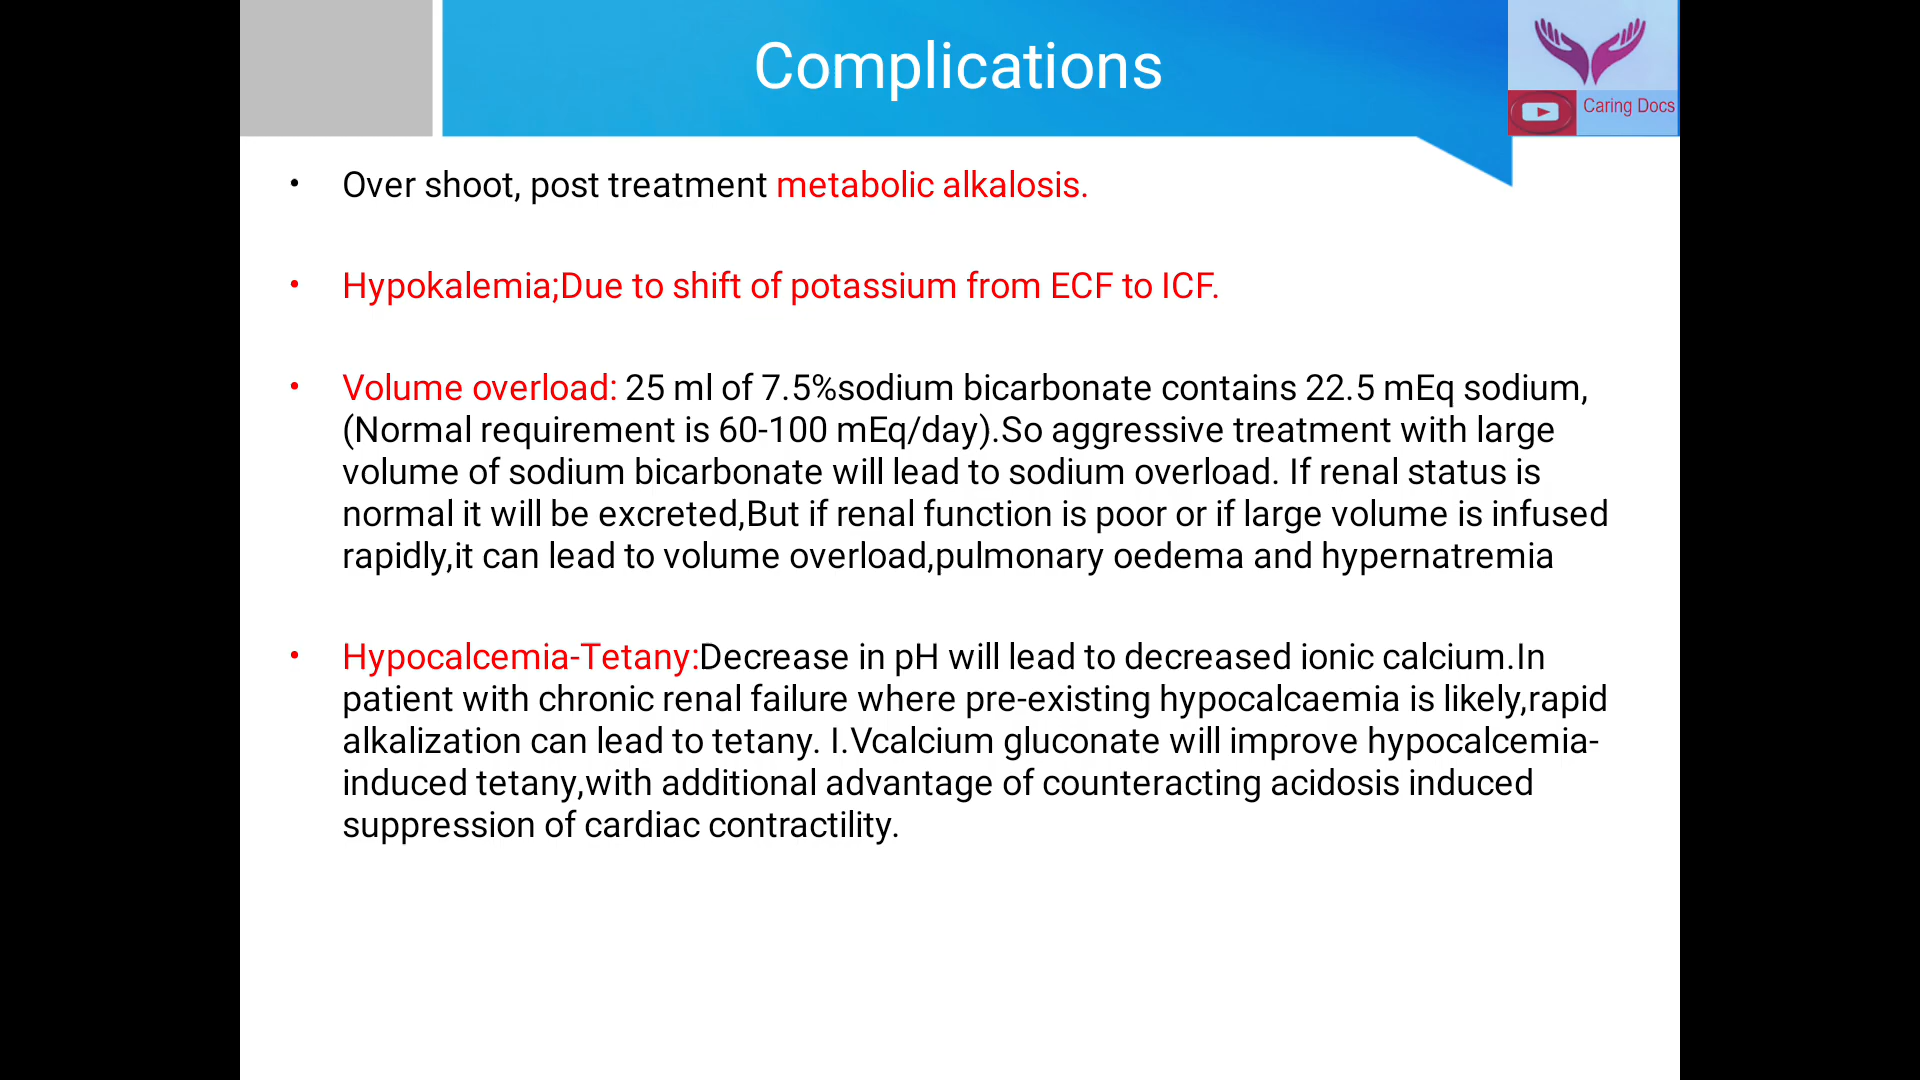 Complications
Caring Docs
• Over shoot, post treatment metabolic alkalosis.
• Hypokalemia;Due to shift of potassium from ECF to ICF.
• Volume overload: 25 ml of 7.5%sodium bicarbonate contains 22.5 mEq sodium,
(Normal requirement is 60-100 mEq/day).So aggressive treatment with large
volume of sodium bicarbonate will lead to sodium overload. If renal status is
normal it will be excreted,But if renal function is poor or if large volume is infused
rapidly,it can lead to volume overload,pulmonary oedema and hypernatremia
• Hypocalcemia-Tetany:Decrease in pH will lead to decreased ionic calcium.In
patient with chronic renal failure where pre-existing hypocalcaemia is likely,rapid
alkalization can lead to tetany. I.Vcalcium gluconate will improve hypocalcemia-
induced tetany,with additional advantage of counteracting acidosis induced
suppression of cardiac contractility.